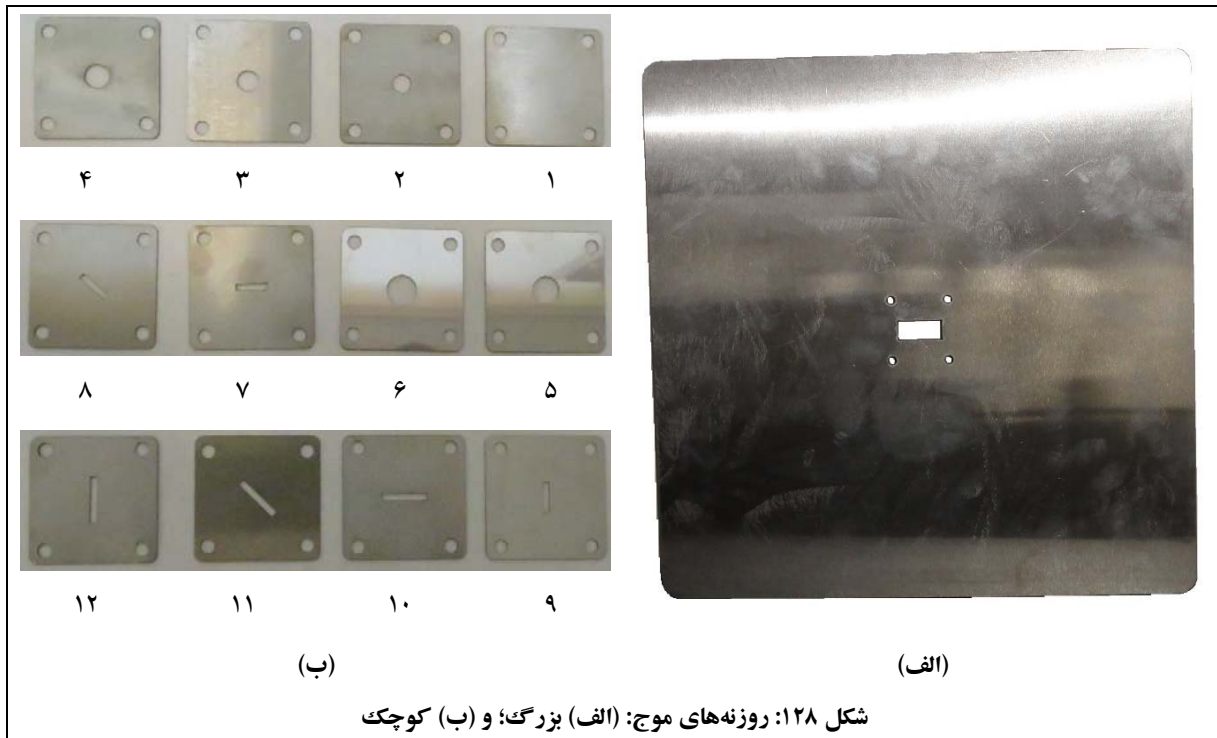 ۱ ۲ ۳ ۴
۵ ۶ ۷ ۸
۹ ۱۰ ۱۱ ۱۲
(الف) (ب)
شکل ۱۲۸: روزنه‌های موج: (الف) بزرگ؛ و (ب) کوچک